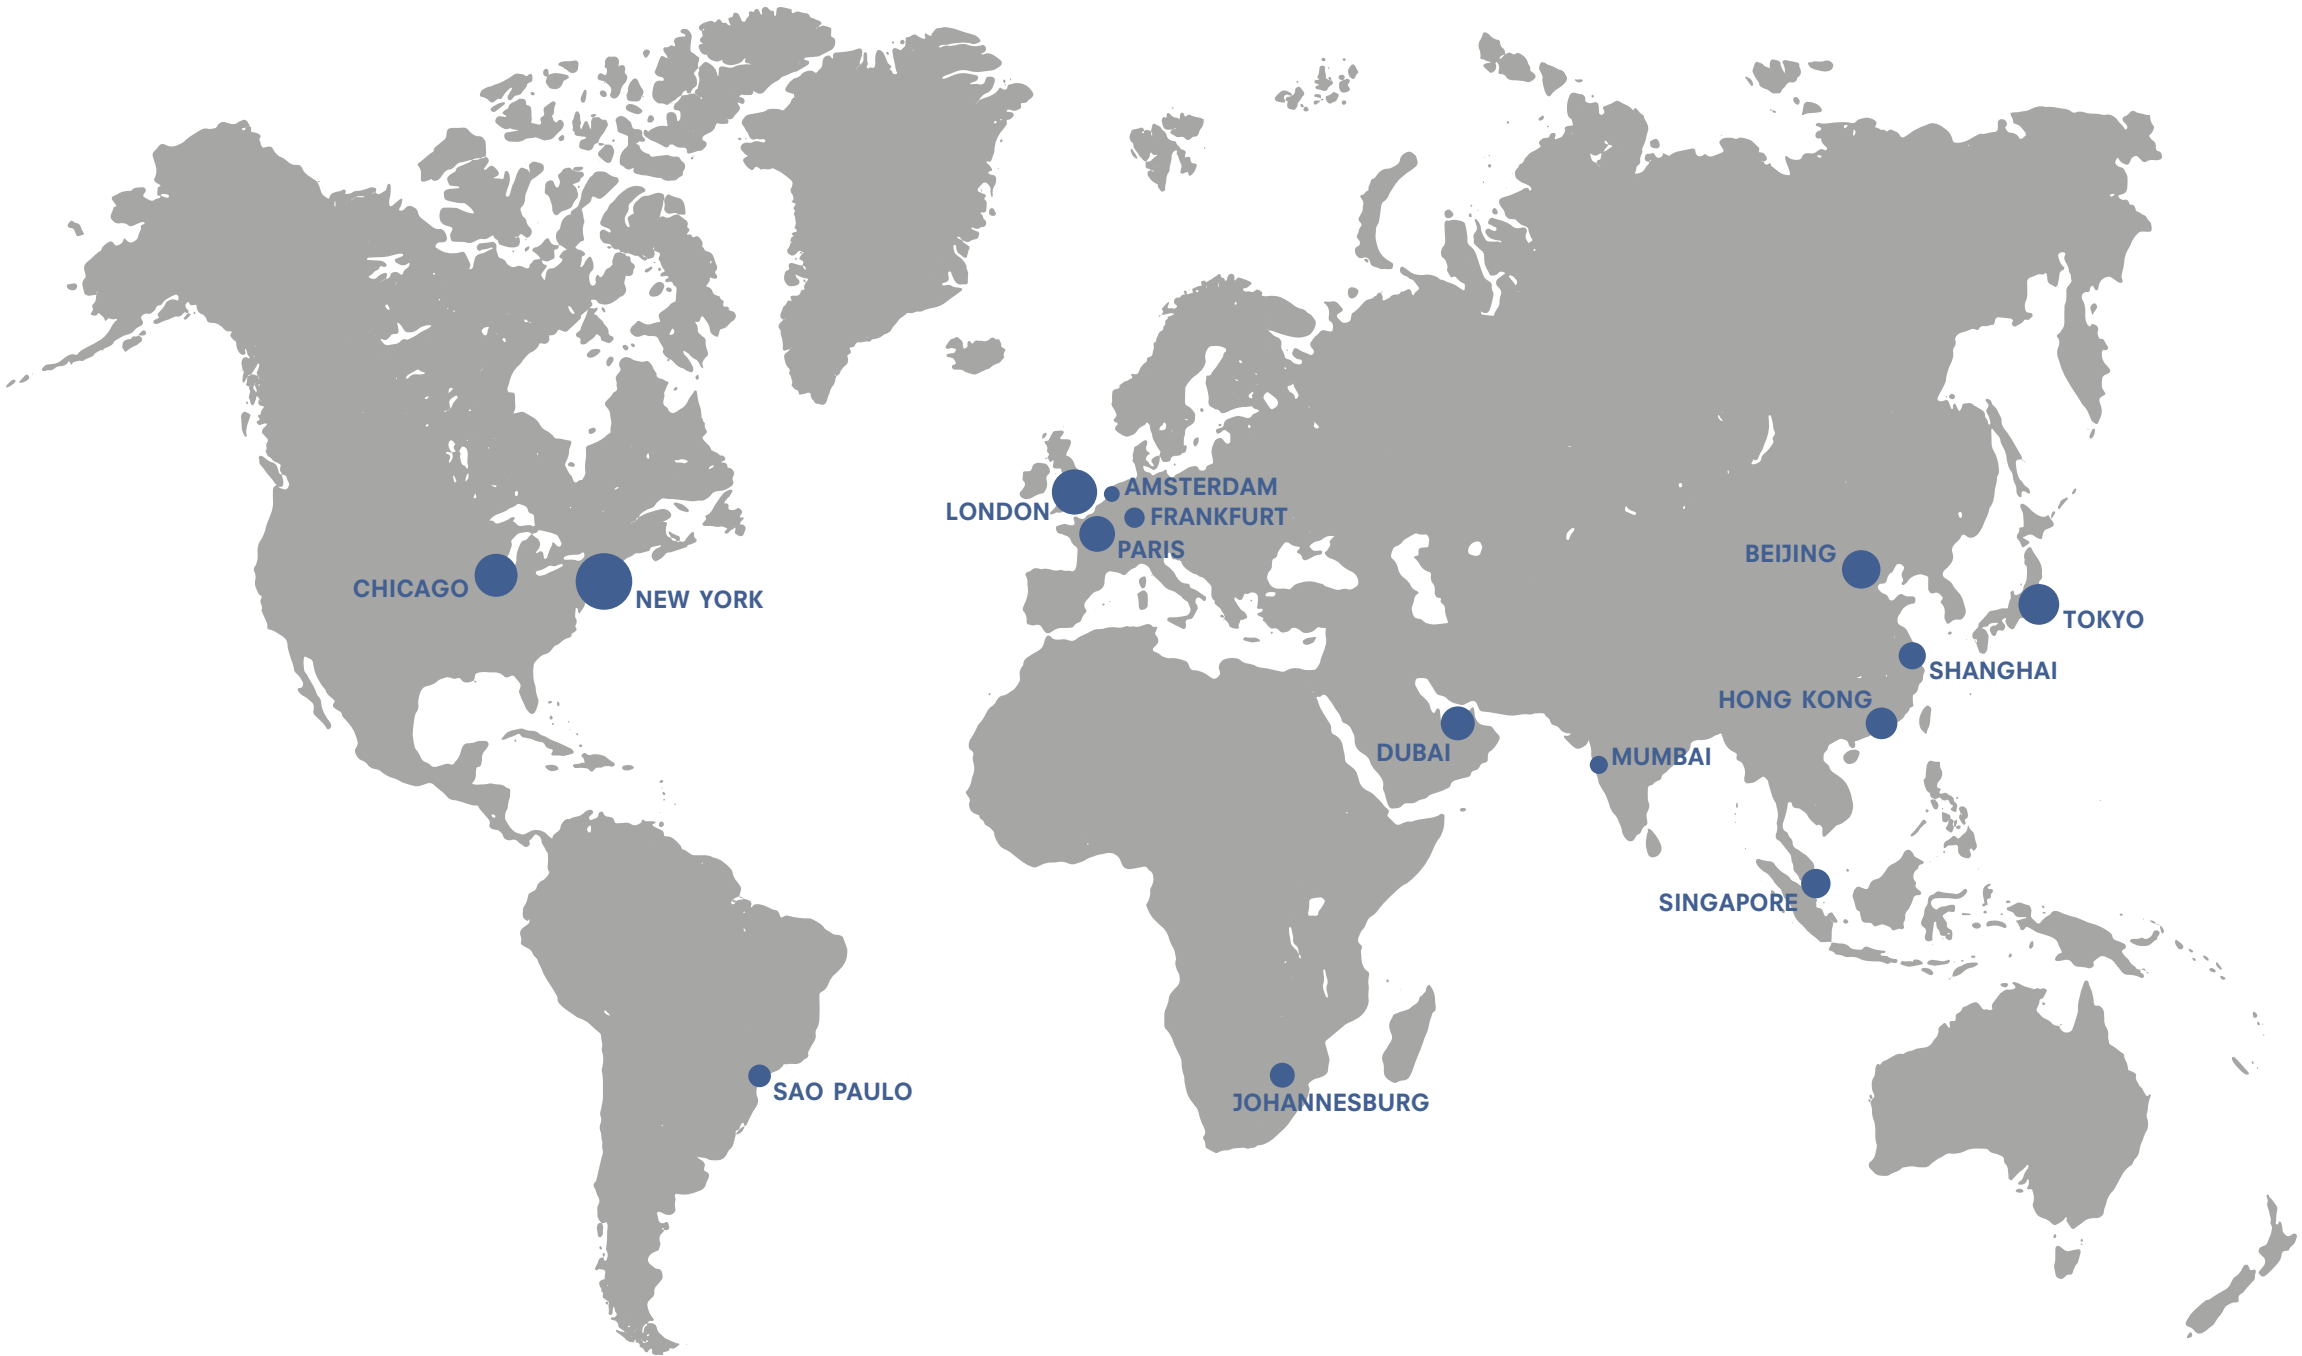 AMSTERDAM
LONDON
FRANKFURT
PARIS
BEIJING
CHICAGO
NEW YORK
TOKYO
SHANGHAI
HONG KONG
DUBAI
MUMBAI
SINGAPORE
SAO PAULO
JOHANNESBURG